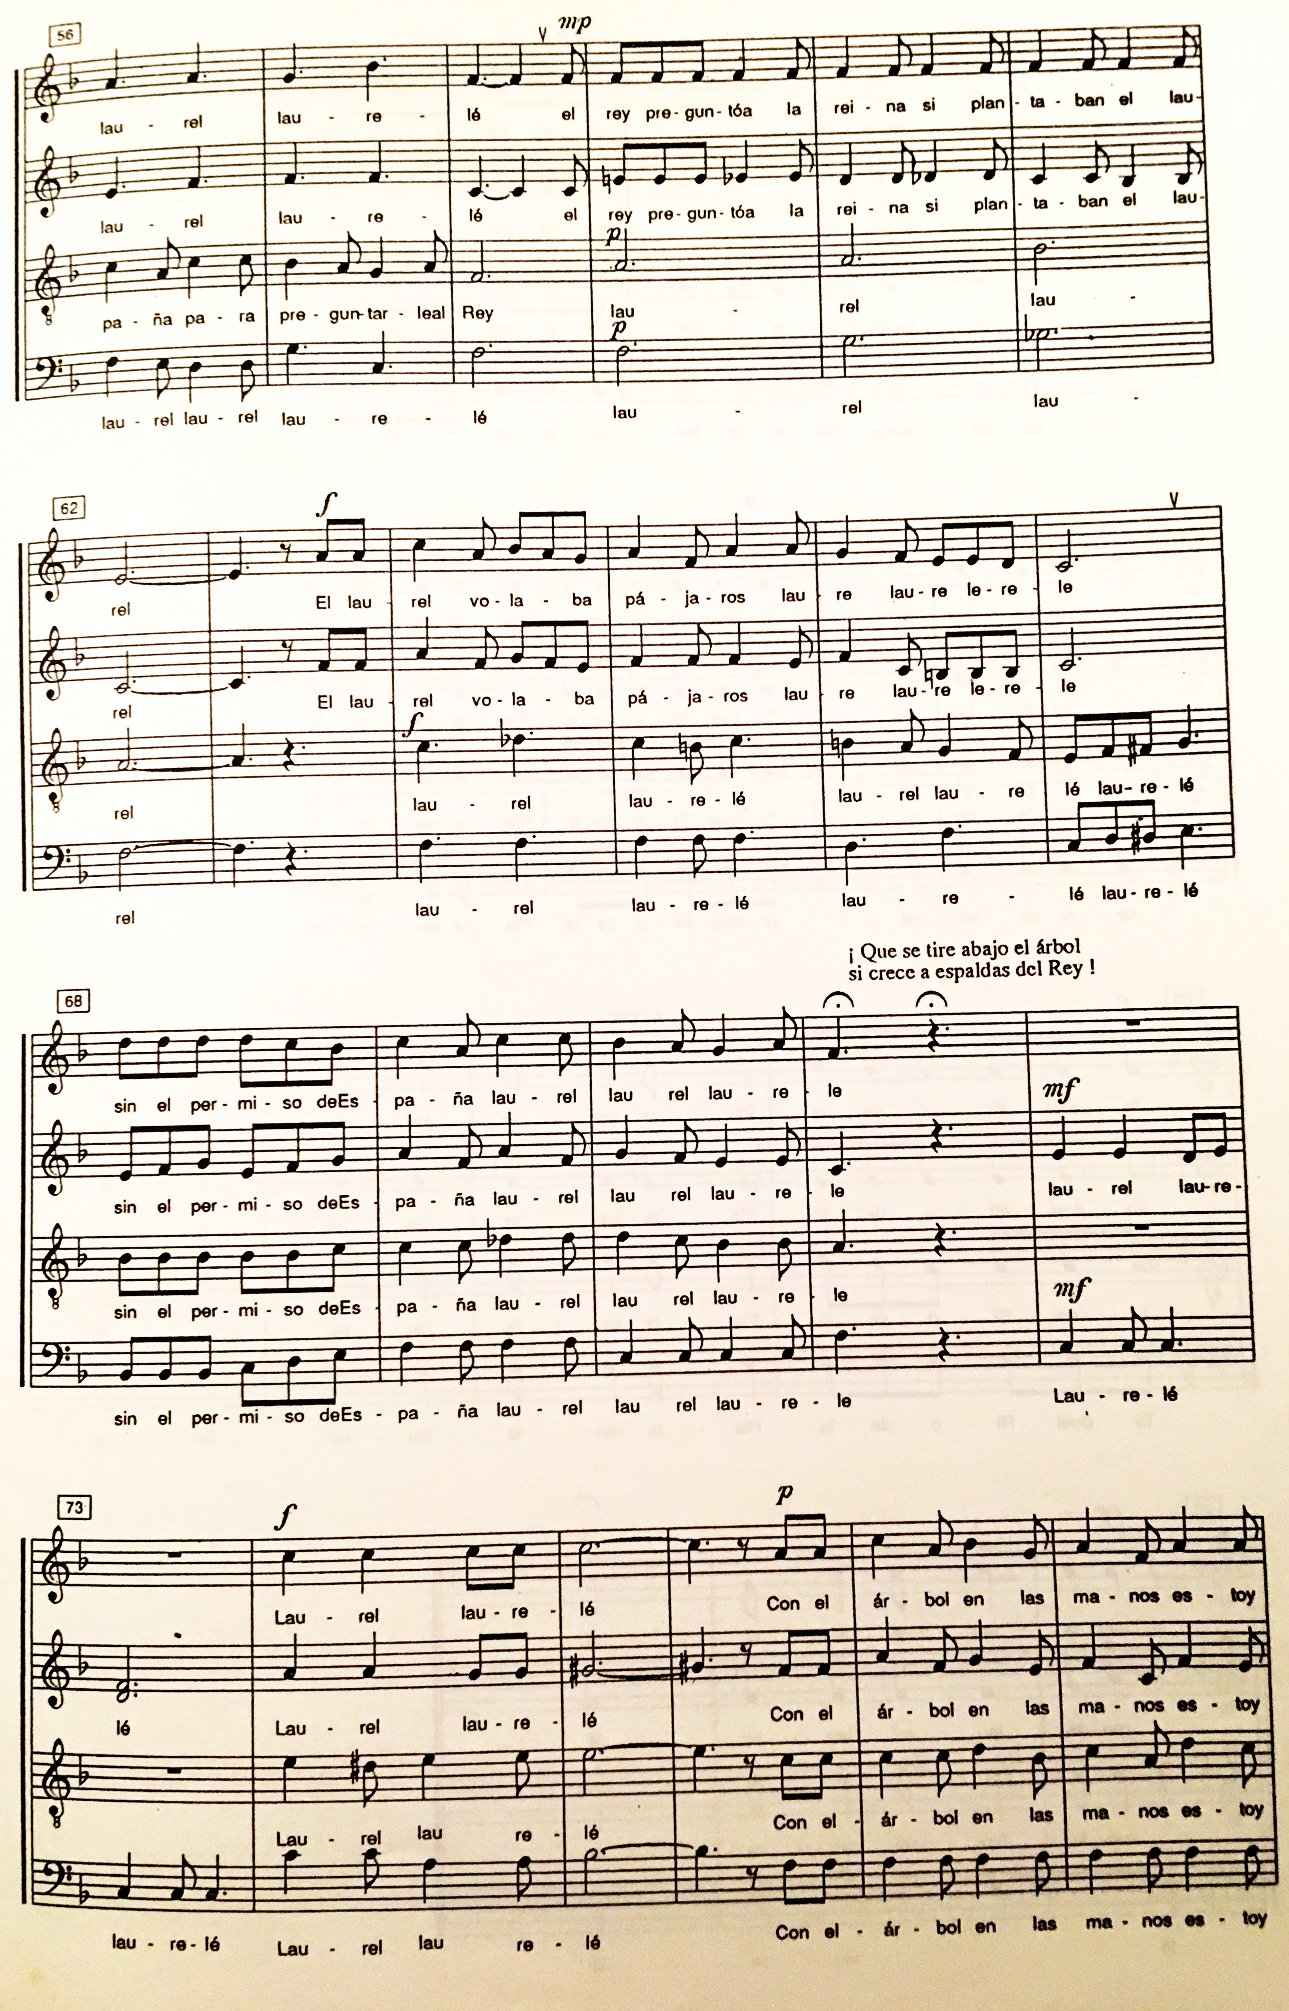 56
mp
lau - rel lau - re - lé el rey pre - gun - tóa la rei - na si plan - ta - ban el lau-
lau - rel lau - re - lé el rey pre - gun - tóa la rei - na si plan - ta - ban el lau-
p
pa - ña pa - ra pre - gun - tar - leal Rey lau - rel lau -
p
lau - rel lau - rel lau - re - lé lau - rel lau -
62
f
rel El lau - rel vo - la - ba pá - ja - ros lau - re lau - re le - re - le
rel El lau - rel vo - la - ba pá - ja - ros lau - re lau - re le - re - le
f
rel lau - rel lau - re - lé lau - rel lau - re lé lau - re - lé
rel lau - rel lau - re - lé lau - re - lé lau - re - lé
¡ Que se tire abajo el árbol
si crece a espaldas del Rey !
68
sin el per - mi - so deEs - pa - ña lau - rel lau rel lau - re - le
mf
sin el per - mi - so deEs - pa - ña lau - rel lau rel lau - re - le lau - rel lau - re -
sin el per - mi - so deEs - pa - ña lau - rel lau rel lau - re - le
mf
sin el per - mi - so deEs - pa - ña lau - rel lau rel lau - re - le Lau - re - lé
73
f p
Lau - rel lau - re - lé Con el ár - bol en las ma - nos es - toy
lé Lau - rel lau - re - lé Con el ár - bol en las ma - nos es - toy
Lau - rel lau re - lé Con el - ár - bol en las ma - nos es - toy
lau - re - lé Lau - rel lau re - lé Con el - ár - bol en las ma - nos es - toy